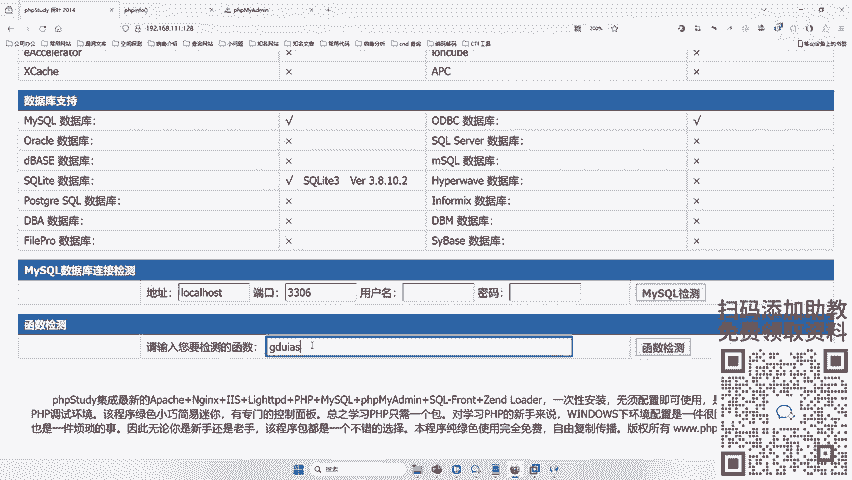 phpStudy 探针 2014
phpinfo()
phpMyAdmin
192.168.111.128
200%
eAccelerator × ioncube ×
XCache × APC ×
数据库支持
MySQL 数据库： √ ODBC 数据库： √
Oracle 数据库： × SQL Server 数据库： ×
dBASE 数据库： × mSQL 数据库： ×
SQLite 数据库： √ SQLite3 Ver 3.8.10.2 Hyperwave 数据库： ×
Postgre SQL 数据库： × Informix 数据库： ×
DBA 数据库： × DBM 数据库： ×
FilePro 数据库： × SyBase 数据库： ×
MySQL数据库连接检测
地址： localhost 端口： 3306 用户名： 密码： MySQL检测
函数检测
请输入您要检测的函数： gduias 函数检测
扫码添加助教
免费领取资料
phpStudy集成最新的Apache+Nginx+IIS+Lighttpd+PHP+MySQL+phpMyAdmin+SQL-Front+Zend Loader，一次性安装，无须配置即可使用，
PHP调试环境。该程序绿色小巧简易迷你，有专门的控制面板。总之学习PHP只需一个包。对学习PHP的新手来说，WINDOWS下环境配置是一件很
也是一件烦琐的事。因此无论你是新手还是老手，该程序包都是一个不错的选择。本程序纯绿色使用完全免费，自由复制传播。版权所有 www.php
搜索